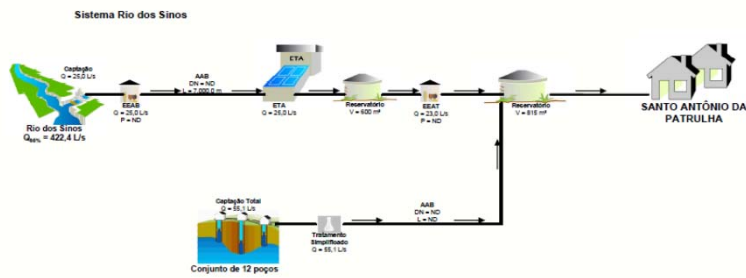 Sistema Rio dos Sinos
Captação
Q = 25,0 L/s
Rio dos Sinos
Q₉₅% = 422,4 L/s
EEAB
Q = 25,0 L/s
P = ND
AAB
DN = ND
L = 7.000,0 m
ETA
ETA
Q = 25,0 L/s
Reservatório
V = 600 m³
EEAT
Q = 23,0 L/s
P = ND
Reservatório
V = 815 m³
SANTO ANTÔNIO DA
PATRULHA
Captação Total
Q = 55,1 L/s
Conjunto de 12 poços
Tratamento
Simplificado
Q = 55,1 L/s
AAB
DN = ND
L = ND